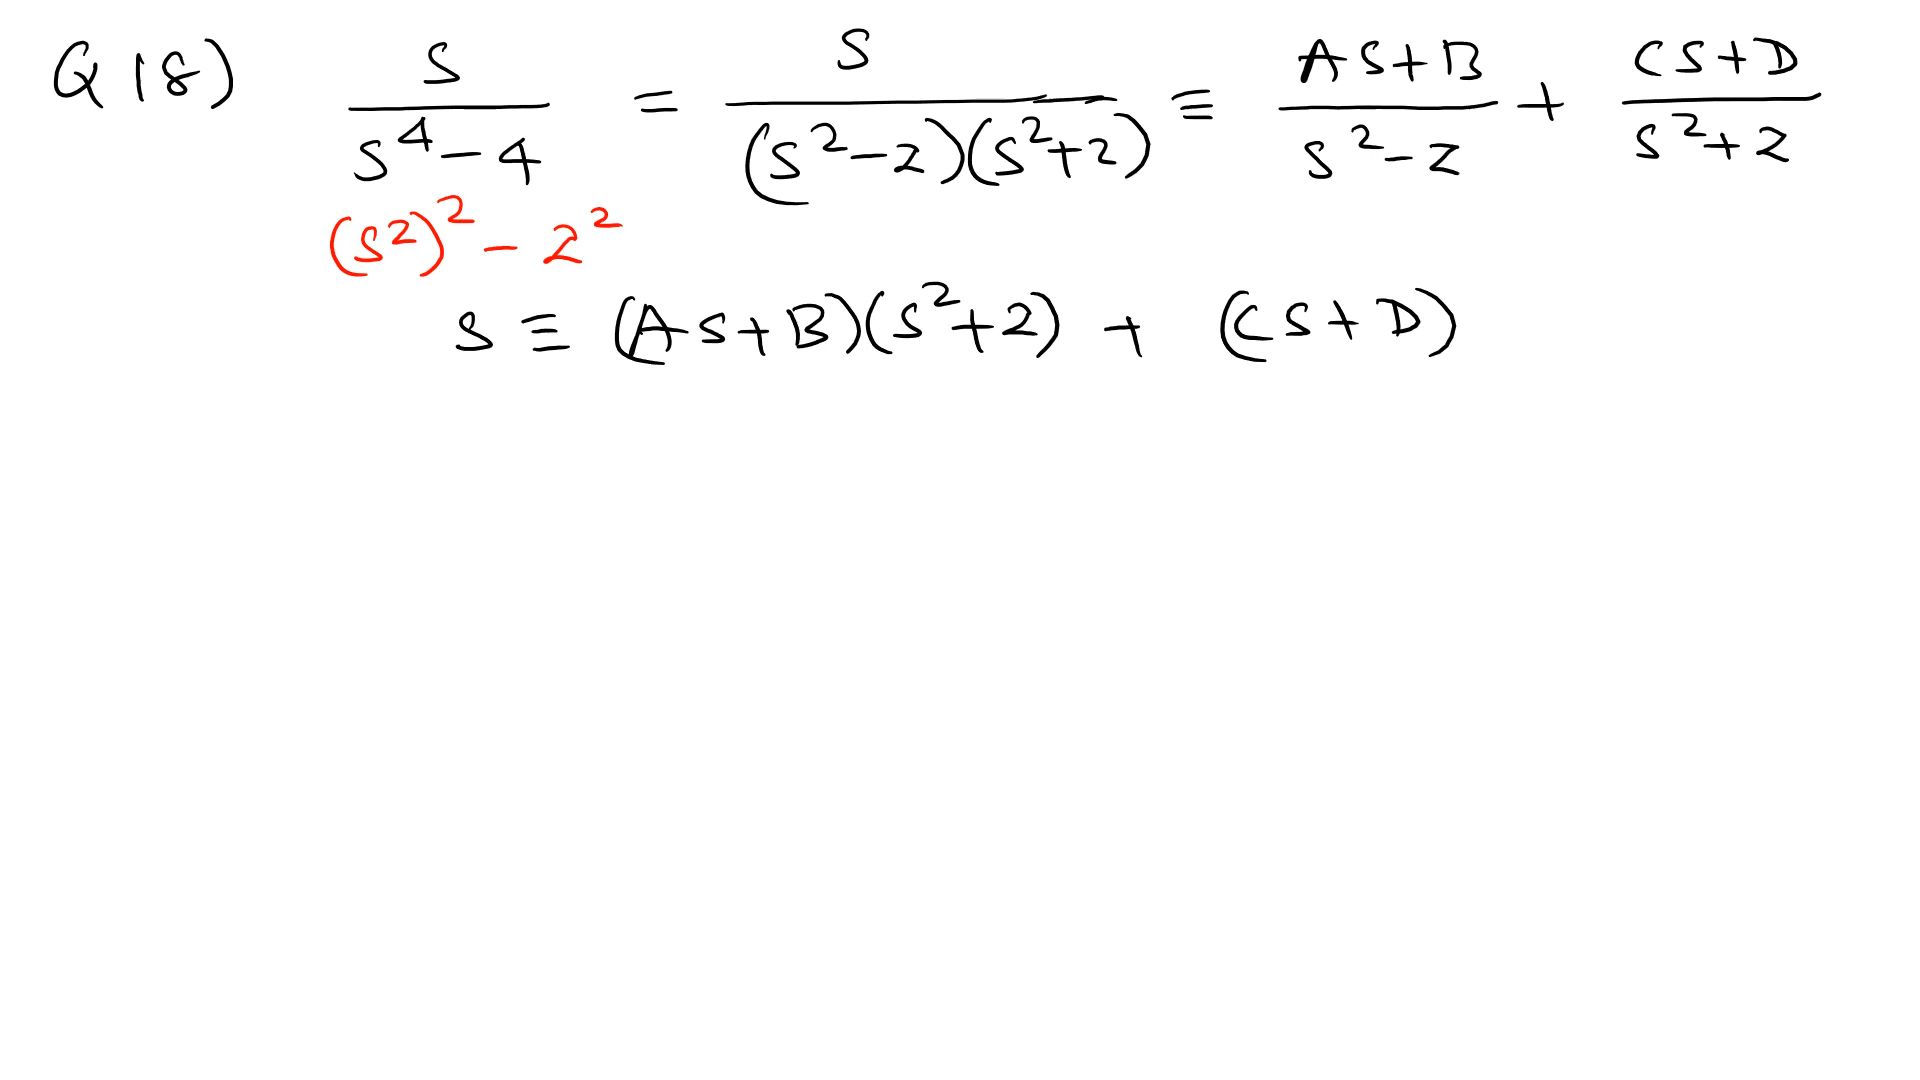 Q18) s/(s⁴-4) = s/((s²-2)(s²+2)) ≡ (As+B)/(s²-2) + (Cs+D)/(s²+2)
(s²)² - 2²
s ≡ (As+B)(s²+2) + (Cs+D)